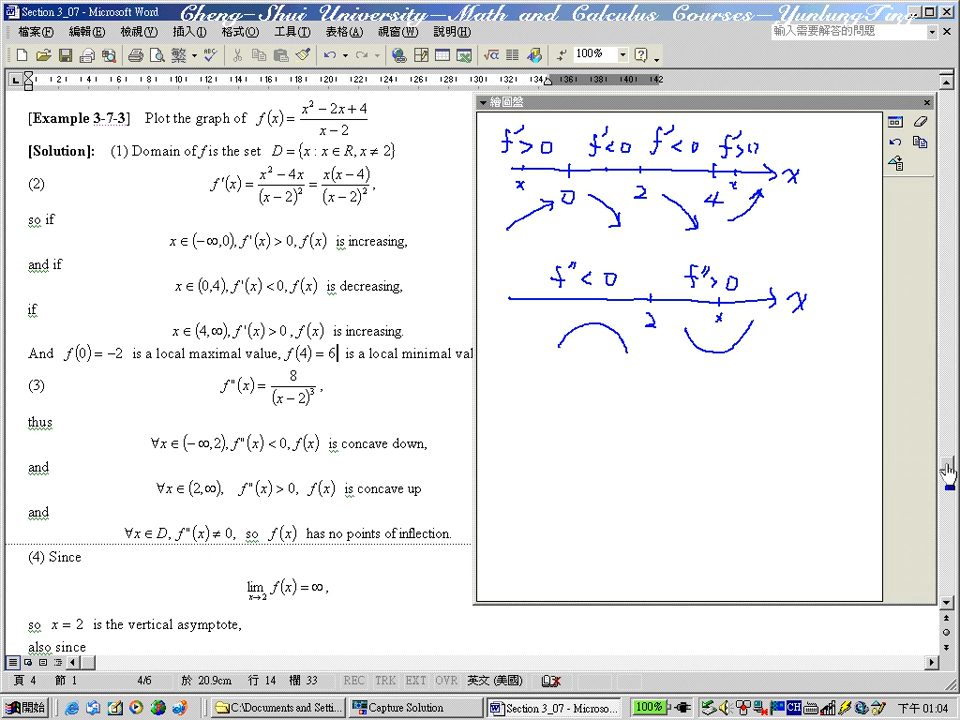 Section 3_07 - Microsoft Word
Cheng-Shui University-Math and Calculus Courses-YunlungTing
檔案(F) 編輯(E) 檢視(V) 插入(I) 格式(O) 工具(T) 表格(A) 視窗(W) 說明(H) 輸入需要解答的問題
100%
繪圖盤
[Example 3-7-3] Plot the graph of f(x) = (x² − 2x + 4)/(x − 2)
[Solution]: (1) Domain of f is the set D = {x : x ∈ R, x ≠ 2}
(2) f'(x) = (x² − 4x)/(x − 2)² = x(x − 4)/(x − 2)²,
so if
x ∈ (−∞,0), f'(x) > 0, f(x) is increasing,
and if
x ∈ (0,4), f'(x) < 0, f(x) is decreasing,
if
x ∈ (4,∞), f'(x) > 0, f(x) is increasing.
And f(0) = −2 is a local maximal value, f(4) = 6 is a local minimal val
(3) f''(x) = 8/(x − 2)³,
thus
∀x ∈ (−∞,2), f''(x) < 0, f(x) is concave down,
and
∀x ∈ (2,∞), f''(x) > 0, f(x) is concave up
and
∀x ∈ D, f''(x) ≠ 0, so f(x) has no points of inflection.
(4) Since
lim x→2 f(x) = ∞,
so x = 2 is the vertical asymptote,
also since
f'>0 f'<0 f'<0 f'>0
x
0 2 4
f''<0 f''>0
x
2
頁 4 節 1 4/6 於 20.9cm 行 14 欄 33 REC TRK EXT OVR 英文 (美國)
開始 C:\Documents and Setti... Capture Solution Section 3_07 - Microso... 100% CH 下午 01:04